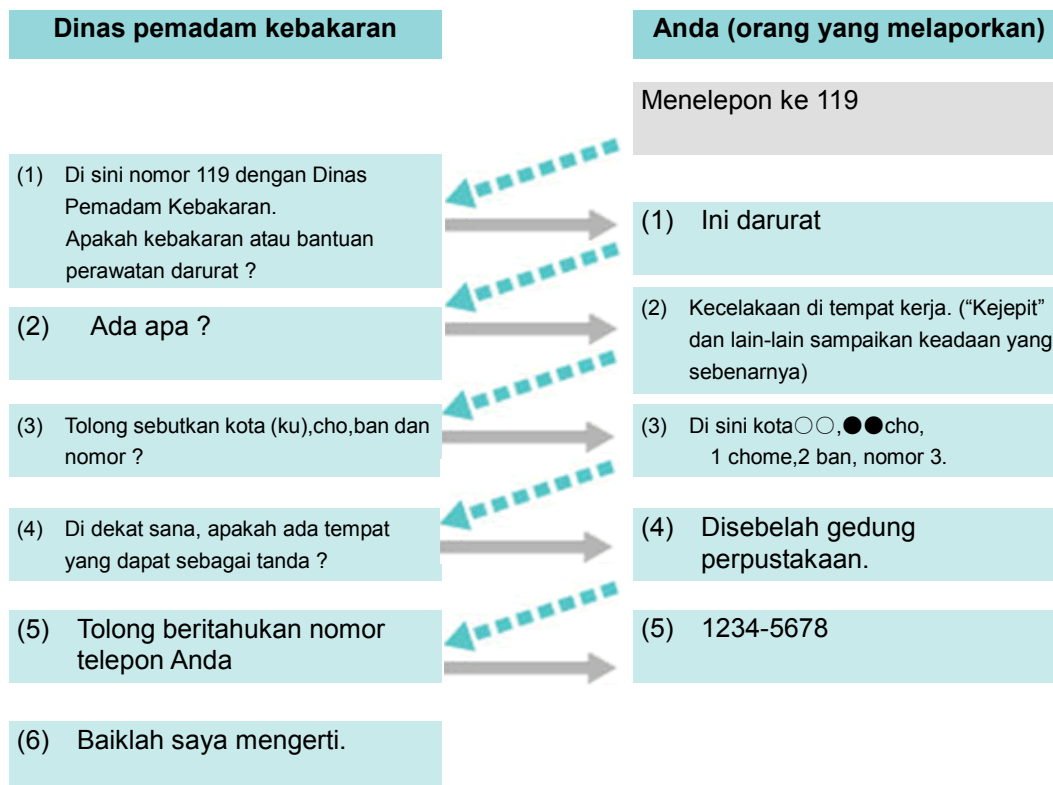 Dinas pemadam kebakaran
Anda (orang yang melaporkan)
Menelepon ke 119
(1) Di sini nomor 119 dengan Dinas
Pemadam Kebakaran.
Apakah kebakaran atau bantuan
perawatan darurat ?
(1) Ini darurat
(2) Ada apa ?
(2) Kecelakaan di tempat kerja. (“Kejepit”
dan lain-lain sampaikan keadaan yang
sebenarnya)
(3) Tolong sebutkan kota (ku),cho,ban dan
nomor ?
(3) Di sini kota○○,●●cho,
1 chome,2 ban, nomor 3.
(4) Di dekat sana, apakah ada tempat
yang dapat sebagai tanda ?
(4) Disebelah gedung
perpustakaan.
(5) Tolong beritahukan nomor
telepon Anda
(5) 1234-5678
(6) Baiklah saya mengerti.